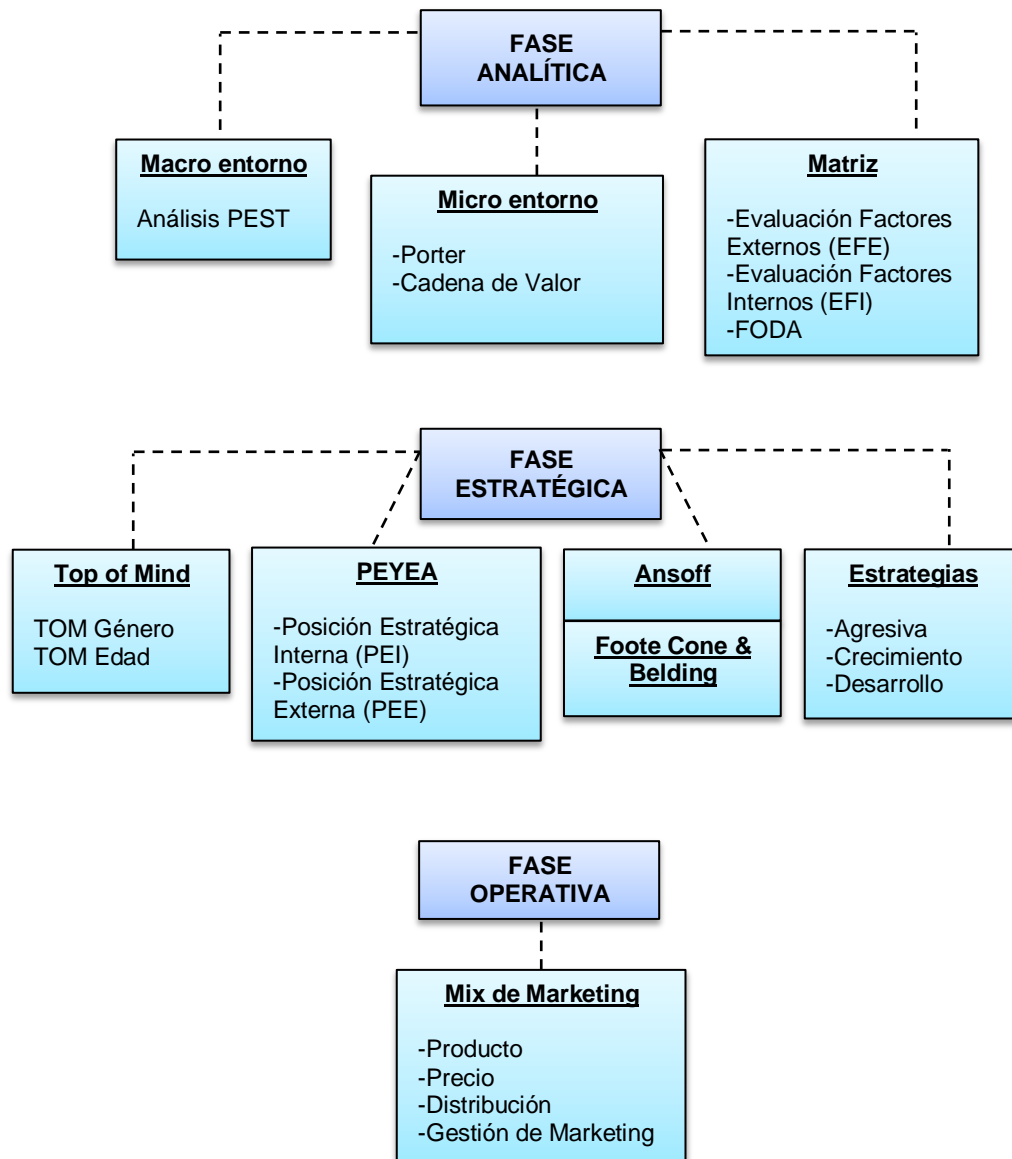 FASE
ANALÍTICA
Macro entorno
Análisis PEST
Micro entorno
-Porter
-Cadena de Valor
Matriz
-Evaluación Factores
Externos (EFE)
-Evaluación Factores
Internos (EFI)
-FODA
FASE
ESTRATÉGICA
Top of Mind
TOM Género
TOM Edad
PEYEA
-Posición Estratégica
Interna (PEI)
-Posición Estratégica
Externa (PEE)
Ansoff
Foote Cone &
Belding
Estrategias
-Agresiva
-Crecimiento
-Desarrollo
FASE
OPERATIVA
Mix de Marketing
-Producto
-Precio
-Distribución
-Gestión de Marketing